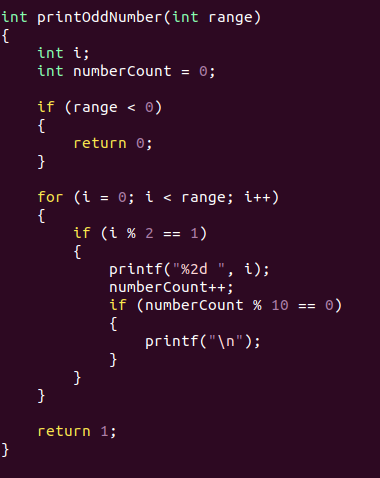 int printOddNumber(int range)
{
    int i;
    int numberCount = 0;

    if (range < 0)
    {
        return 0;
    }

    for (i = 0; i < range; i++)
    {
        if (i % 2 == 1)
        {
            printf("%2d ", i);
            numberCount++;
            if (numberCount % 10 == 0)
            {
                printf("\n");
            }
        }
    }

    return 1;
}